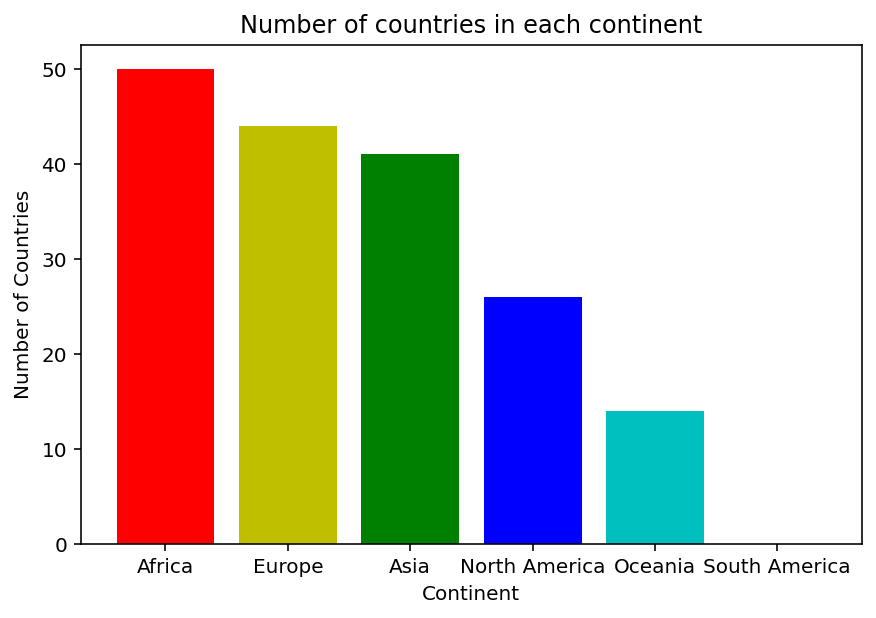 Number of countries in each continent
Number of Countries
50
40
30
20
10
0
Africa Europe Asia North America Oceania South America
Continent